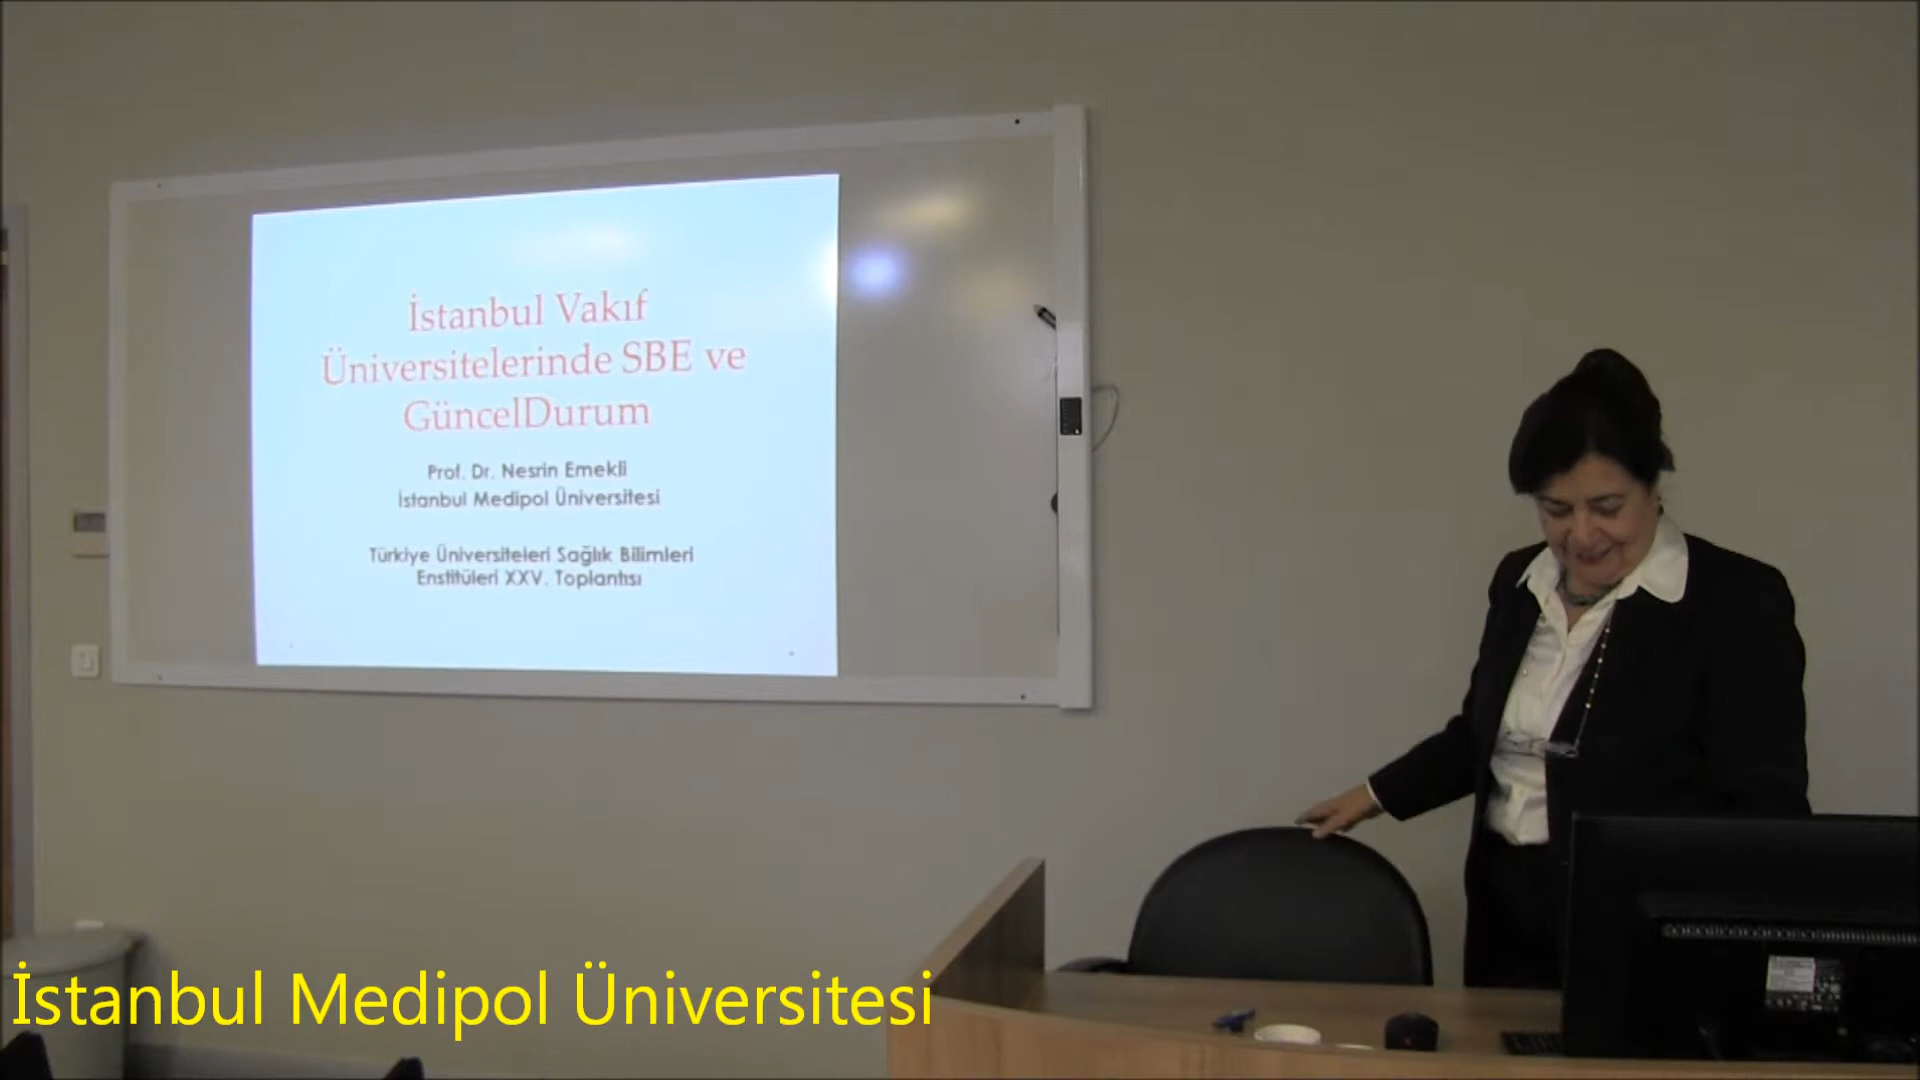 İstanbul Vakıf
Üniversitelerinde SBE ve
GüncelDurum
Prof. Dr. Nesrin Emekli
İstanbul Medipol Üniversitesi
Türkiye Üniversiteleri Sağlık Bilimleri
Enstitüleri XXV. Toplantısı
İstanbul Medipol Üniversitesi